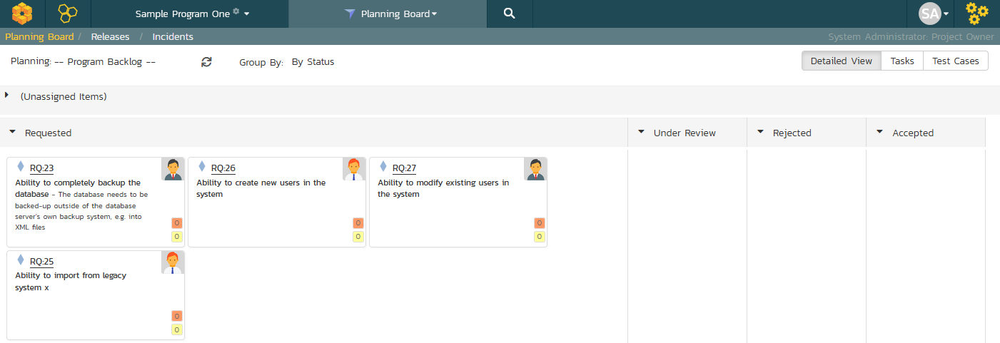 Sample Program One
Planning Board
SA
Planning Board / Releases / Incidents
System Administrator: Project Owner
Planning: -- Program Backlog --
Group By: By Status
Detailed View
Tasks
Test Cases
(Unassigned Items)
Requested
Under Review
Rejected
Accepted
RQ:23
Ability to completely backup the
database - The database needs to be
backed-up outside of the database
server's own backup system, e.g. into
XML files
0
0
RQ:26
Ability to create new users in the
system
0
0
RQ:27
Ability to modify existing users in
the system
0
0
RQ:25
Ability to import from legacy
system x
0
0